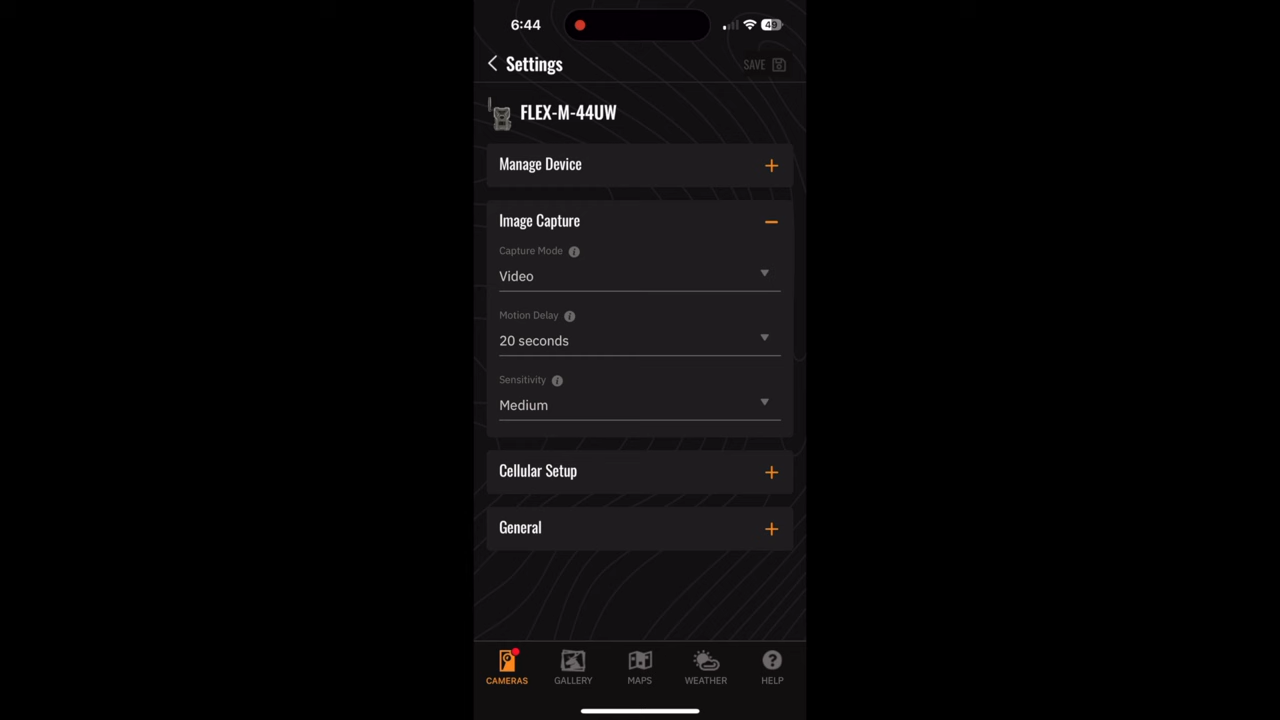 6:44
49
Settings
SAVE
FLEX-M-44UW
Manage Device
Image Capture
Capture Mode
Video
Motion Delay
20 seconds
Sensitivity
Medium
Cellular Setup
General
CAMERAS GALLERY MAPS WEATHER HELP